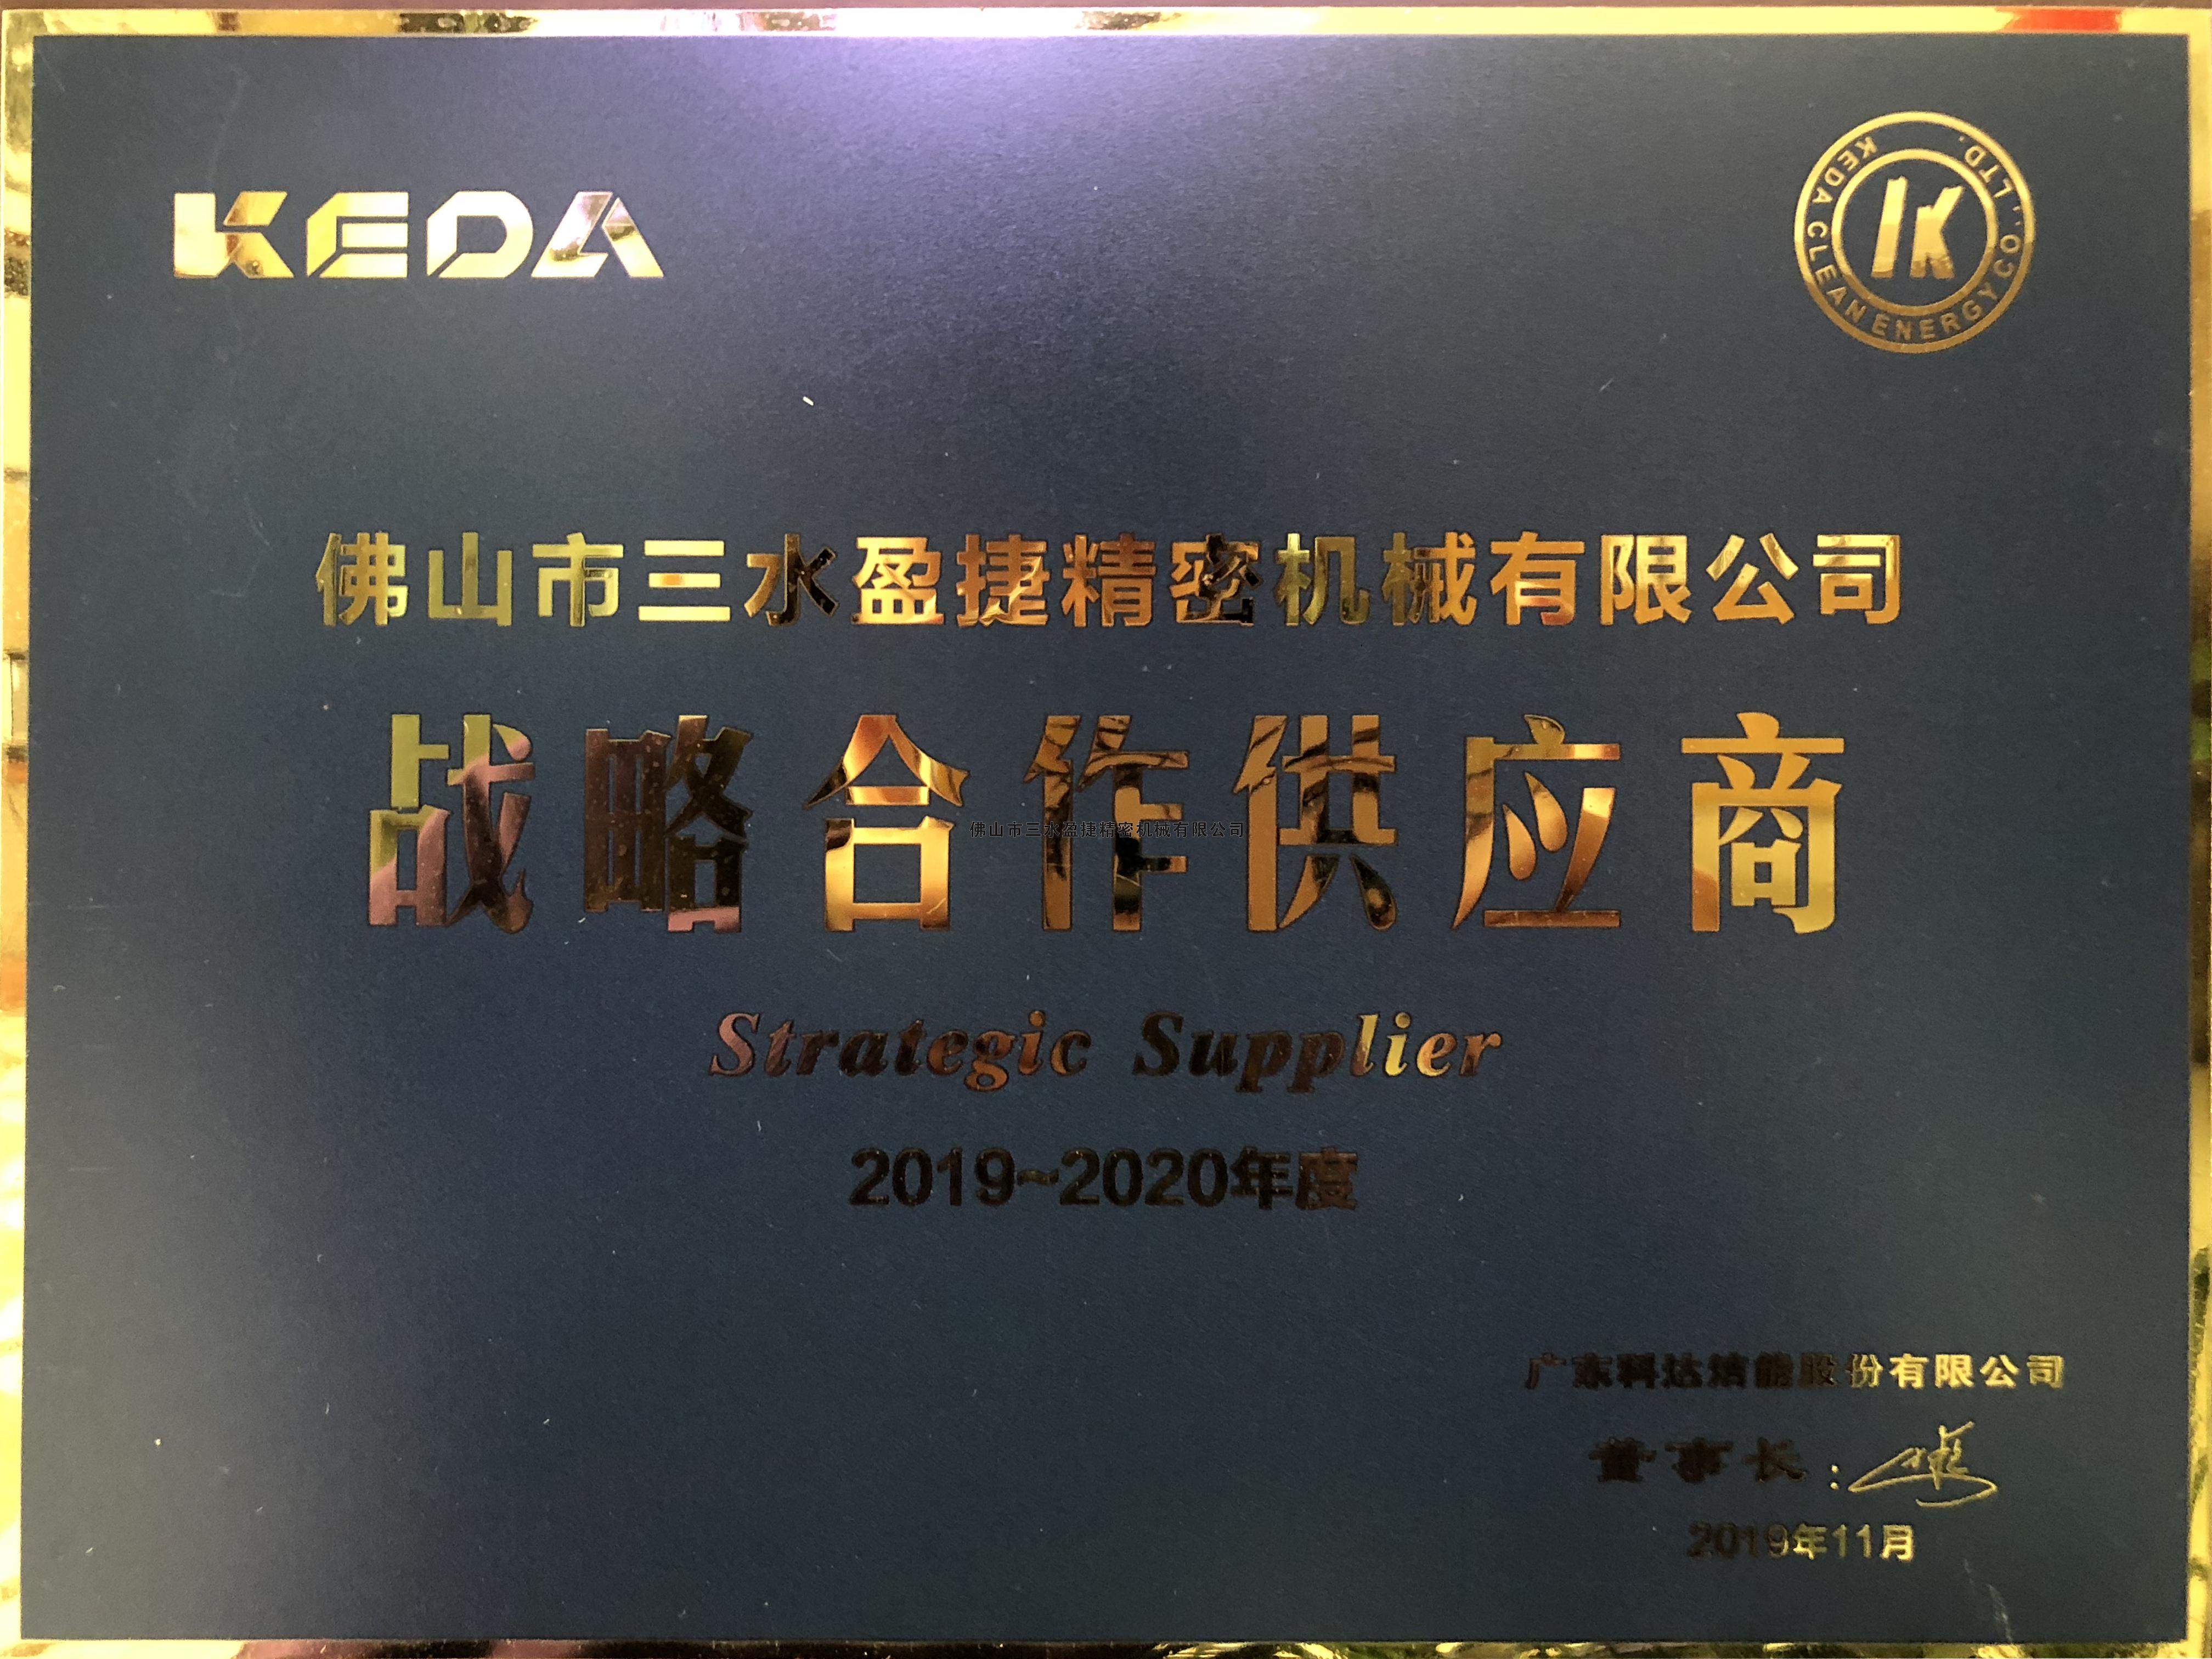 KEDA
KEDA CLEAN ENERGY CO., LTD.
佛山市三水盈捷精密机械有限公司
战略合作供应商
佛山市三水盈捷精密机械有限公司
Strategic Supplier
2019~2020年度
广东科达洁能股份有限公司
董事长：
2019年11月